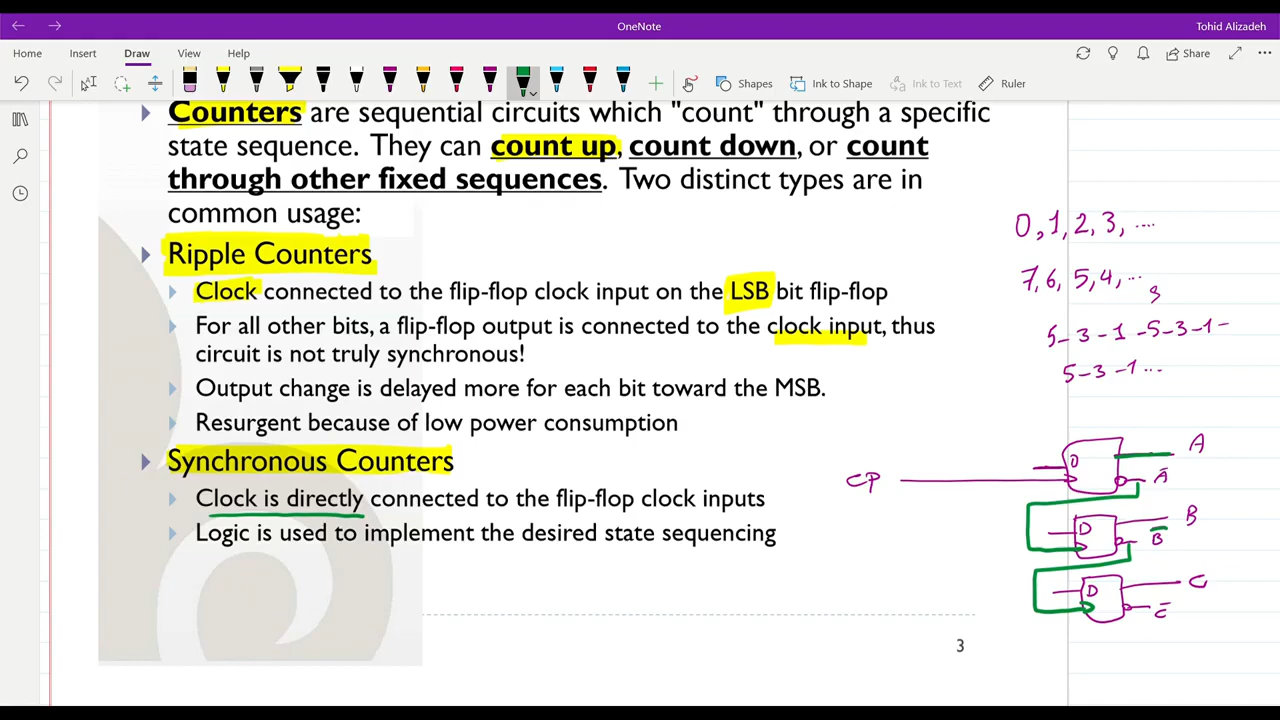 OneNote
Tohid Alizadeh
Home Insert Draw View Help
Share
Shapes Ink to Shape Ink to Text Ruler
Counters are sequential circuits which "count" through a specific
state sequence. They can count up, count down, or count
through other fixed sequences. Two distinct types are in
common usage:
Ripple Counters
Clock connected to the flip-flop clock input on the LSB bit flip-flop
For all other bits, a flip-flop output is connected to the clock input, thus
circuit is not truly synchronous!
Output change is delayed more for each bit toward the MSB.
Resurgent because of low power consumption
Synchronous Counters
Clock is directly connected to the flip-flop clock inputs
Logic is used to implement the desired state sequencing
3
0, 1, 2, 3, ....
7, 6, 5, 4, ...
3
5-3-1-5-3-1-
5-3-1...
A
D
CP
Ā
B
D
B̄
C
D
C̄